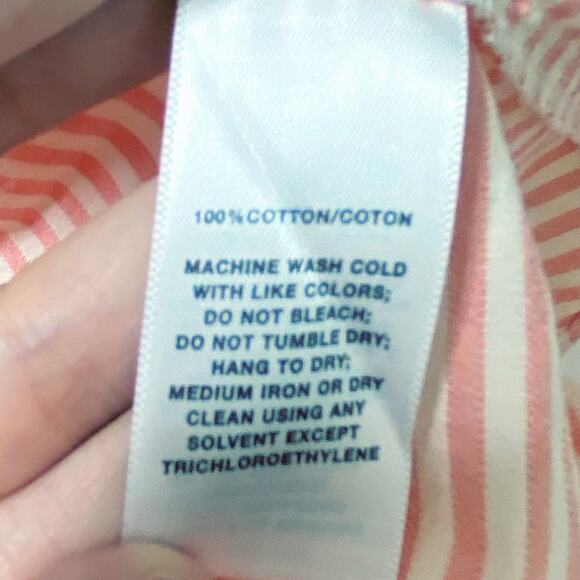 100% COTTON/COTON
MACHINE WASH COLD
WITH LIKE COLORS;
DO NOT BLEACH;
DO NOT TUMBLE DRY;
HANG TO DRY;
MEDIUM IRON OR DRY
CLEAN USING ANY
SOLVENT EXCEPT
TRICHLOROETHYLENE